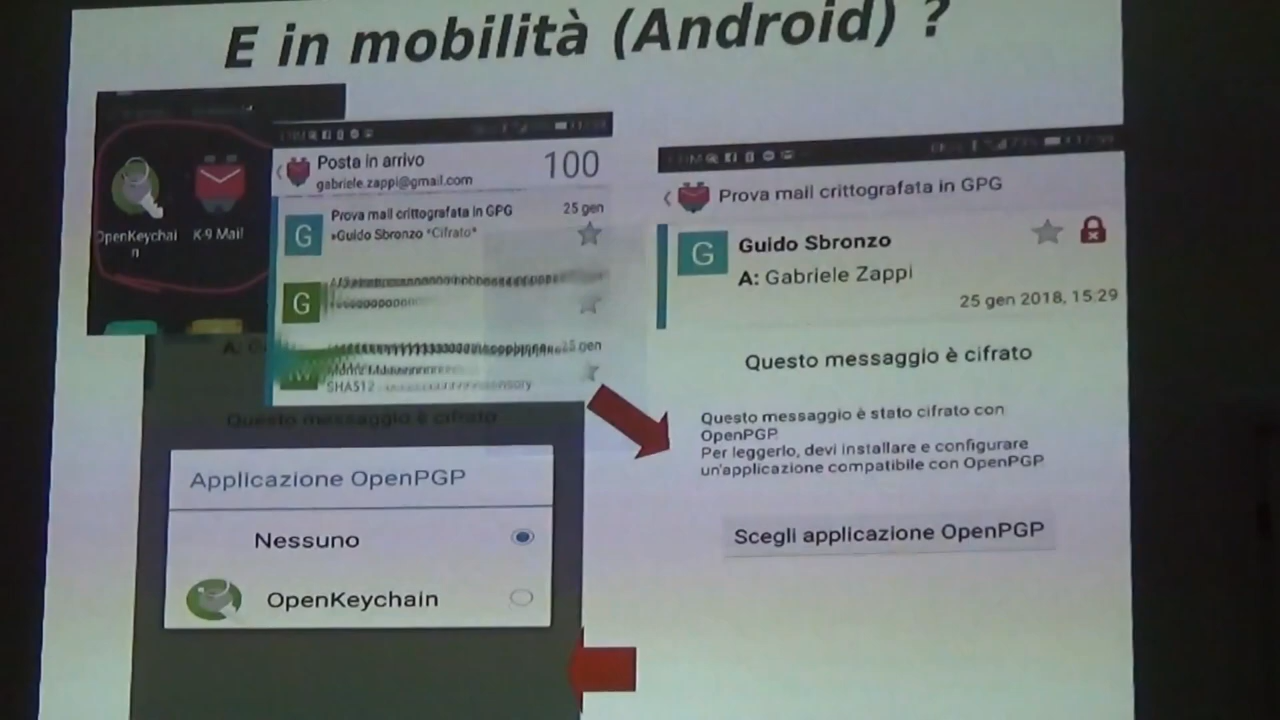 E in mobilità (Android) ?
OpenKeychai
n
K-9 Mail
Posta in arrivo
gabriele.zappi@gmail.com
100
Prova mail crittografata in GPG
25 gen
»Guido Sbronzo *Cifrato*
G
G
25 gen
SHA512
Questo messaggio è cifrato
Applicazione OpenPGP
Nessuno
OpenKeychain
Prova mail crittografata in GPG
G
Guido Sbronzo
A: Gabriele Zappi
25 gen 2018, 15:29
Questo messaggio è cifrato
Questo messaggio è stato cifrato con
OpenPGP
Per leggerlo, devi installare e configurare
un'applicazione compatibile con OpenPGP
Scegli applicazione OpenPGP